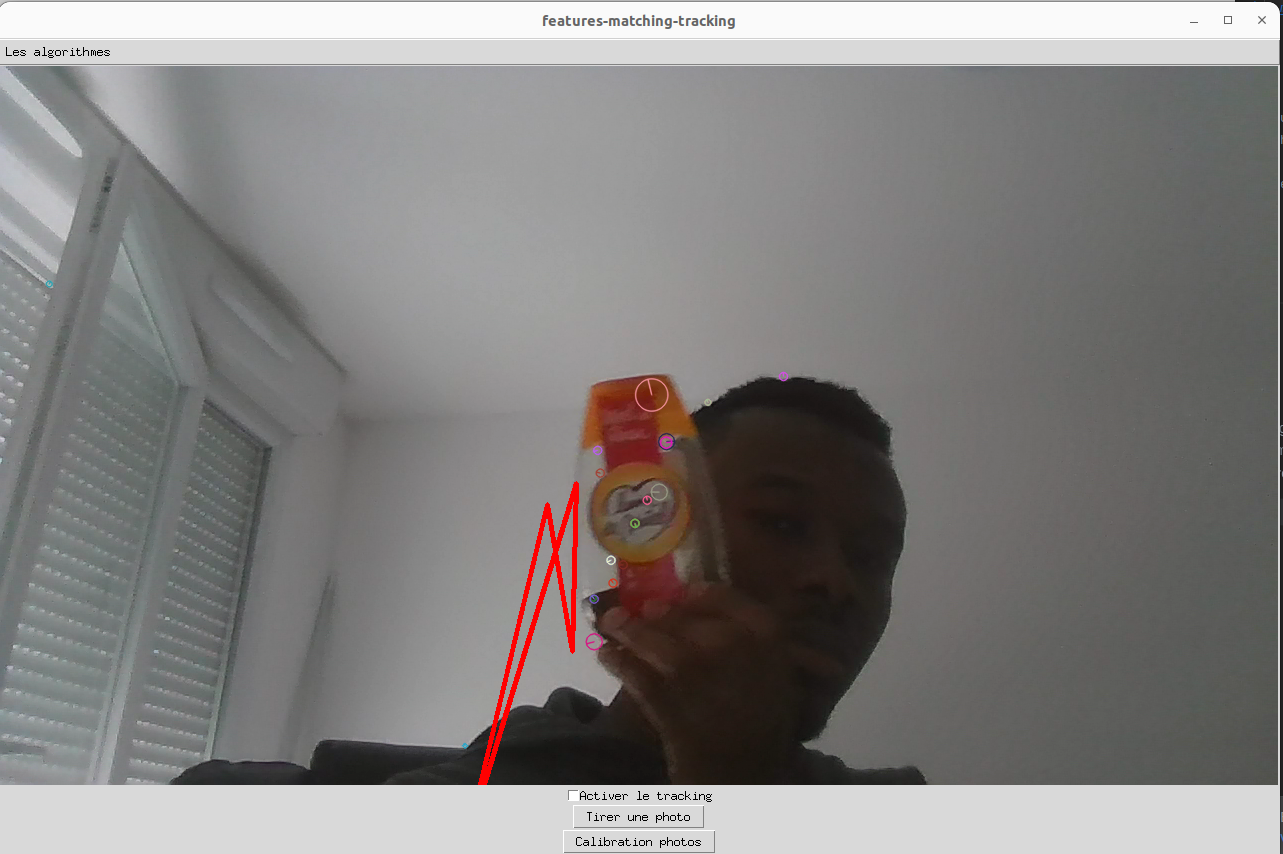 features-matching-tracking
Les algorithmes
Activer le tracking
Tirer une photo
Calibration photos